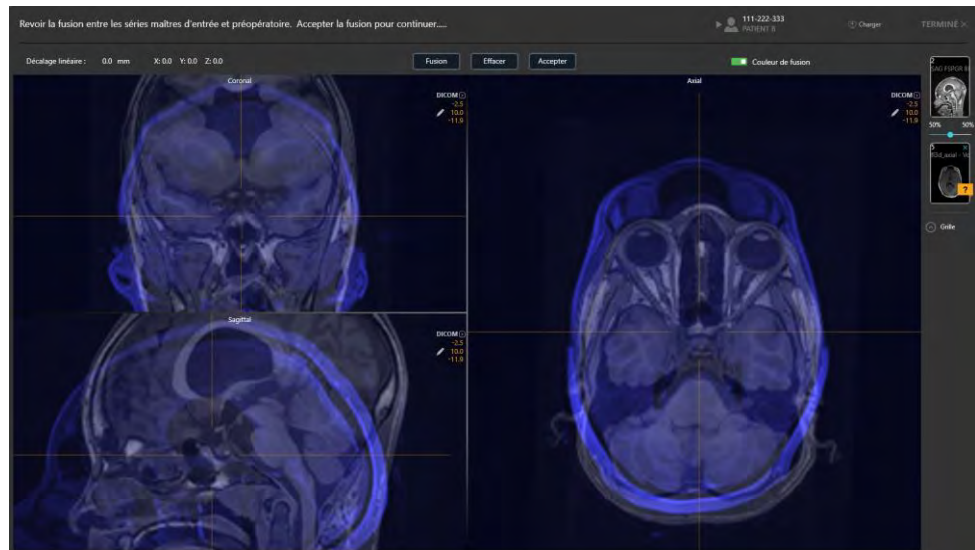 Revoir la fusion entre les séries maîtres d'entrée et préopératoire. Accepter la fusion pour continuer.....
111-222-333
PATIENT B
Charger
TERMINÉ >
Décalage linéaire : 0.0 mm X: 0.0 Y: 0.0 Z: 0.0
Fusion
Effacer
Accepter
Couleur de fusion
Coronal
DICOM
-2.5
10.0
-11.9
Sagittal
DICOM
-2.5
10.0
-11.9
Axial
DICOM
-2.5
10.0
-11.9
2
50% 50%
5
?
Grille